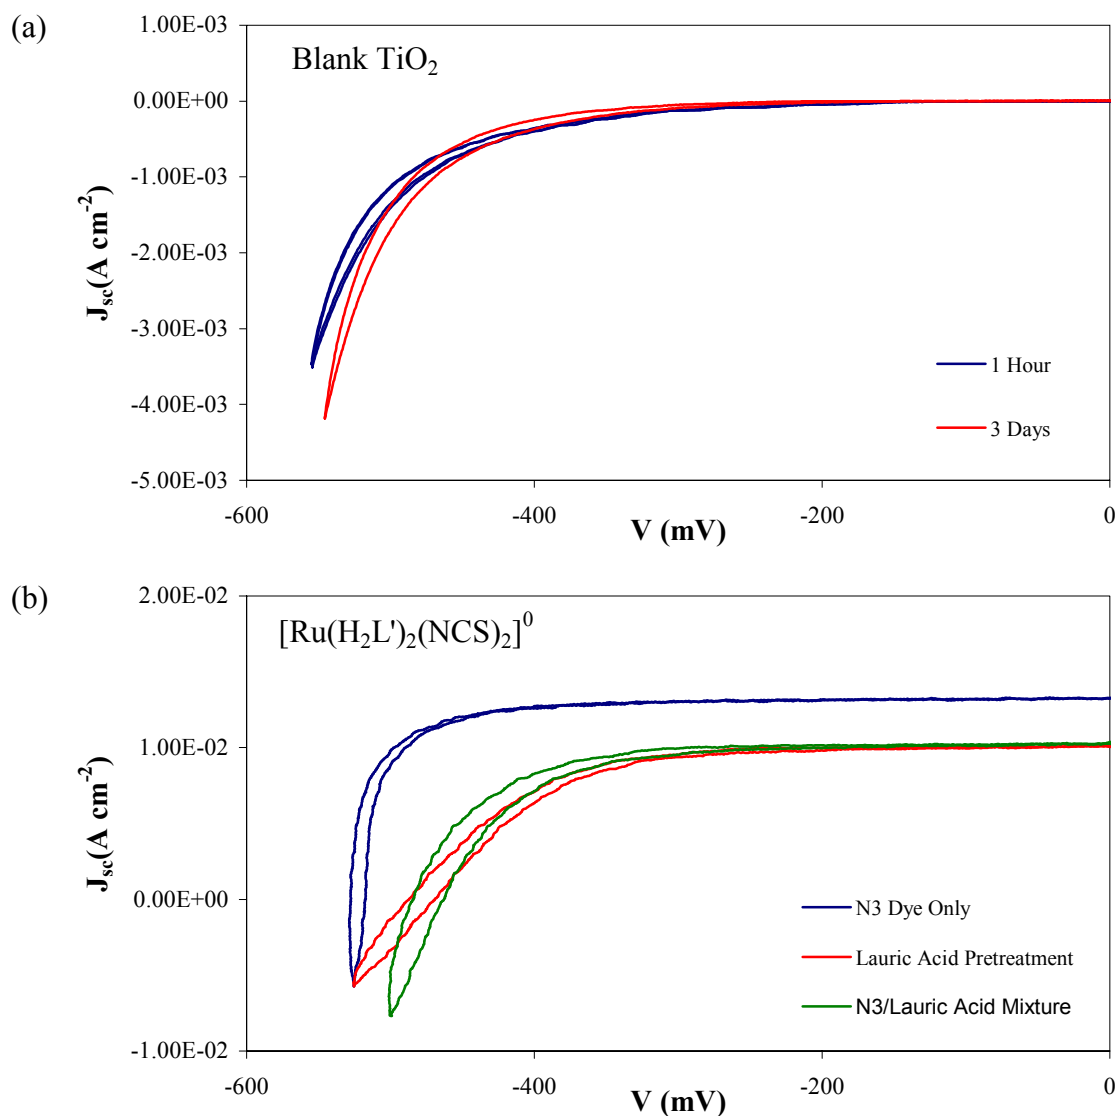 (a)
Blank TiO₂
1.00E-03
0.00E+00
-1.00E-03
-2.00E-03
-3.00E-03
-4.00E-03
-5.00E-03
J_sc(A cm⁻²)
1 Hour
3 Days
-600
-400
-200
0
V (mV)
(b)
[Ru(H₂L')₂(NCS)₂]⁰
2.00E-02
1.00E-02
0.00E+00
-1.00E-02
J_sc(A cm⁻²)
N3 Dye Only
Lauric Acid Pretreatment
N3/Lauric Acid Mixture
-600
-400
-200
0
V (mV)